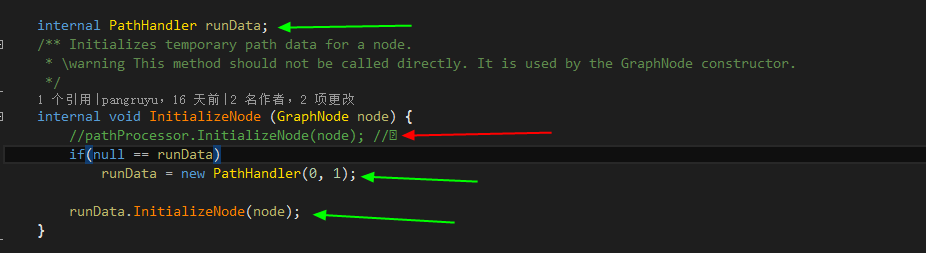 internal PathHandler runData;
/** Initializes temporary path data for a node.
* \warning This method should not be called directly. It is used by the GraphNode constructor.
*/
1 个引用|pangruyu，16 天前|2 名作者，2 项更改
internal void InitializeNode (GraphNode node) {
//pathProcessor.InitializeNode(node); //
if(null == runData)
runData = new PathHandler(0, 1);
runData.InitializeNode(node);
}